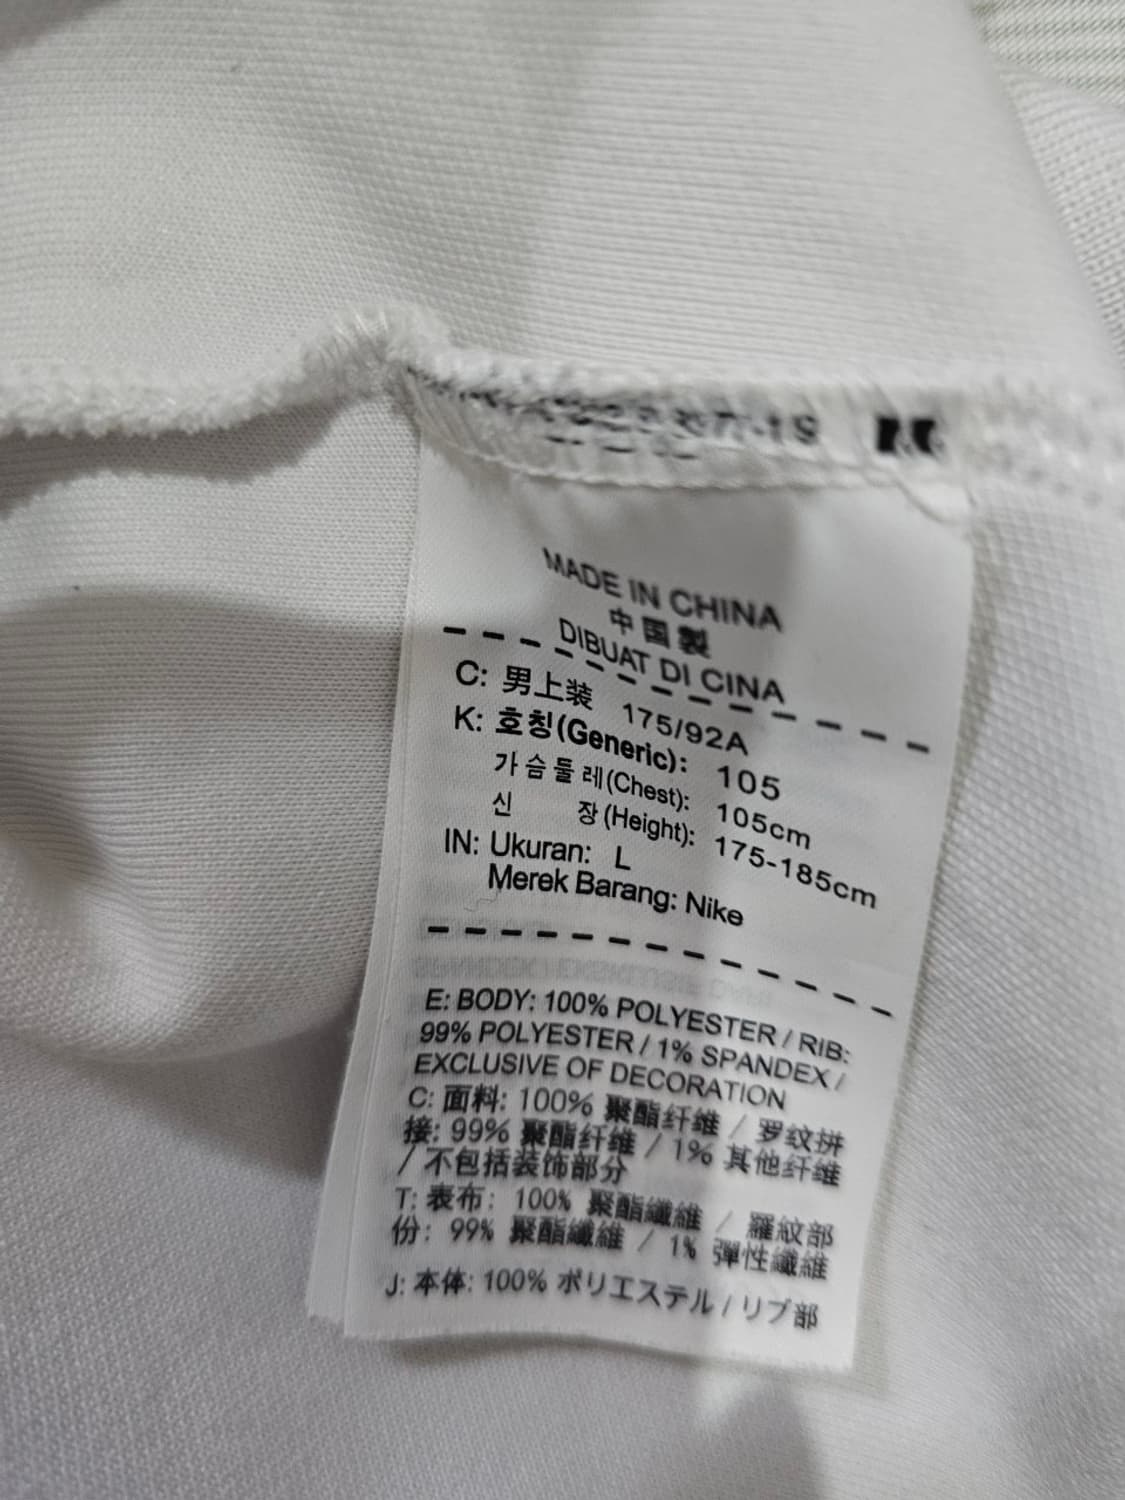 MADE IN CHINA
中国製
DIBUAT DI CINA
C: 男上装 175/92A
K: 호칭(Generic): 105
가슴둘레(Chest): 105cm
신 장(Height): 175-185cm
IN: Ukuran: L
Merek Barang: Nike
E: BODY: 100% POLYESTER / RIB:
99% POLYESTER / 1% SPANDEX /
EXCLUSIVE OF DECORATION
C: 面料: 100% 聚酯纤维 / 罗纹拼
接: 99% 聚酯纤维 / 1% 其他纤维
/ 不包括装饰部分
T: 表布: 100% 聚酯纖維 / 羅紋部
份: 99% 聚酯纖維 / 1% 彈性纖維
J: 本体: 100% ポリエステル / リブ部